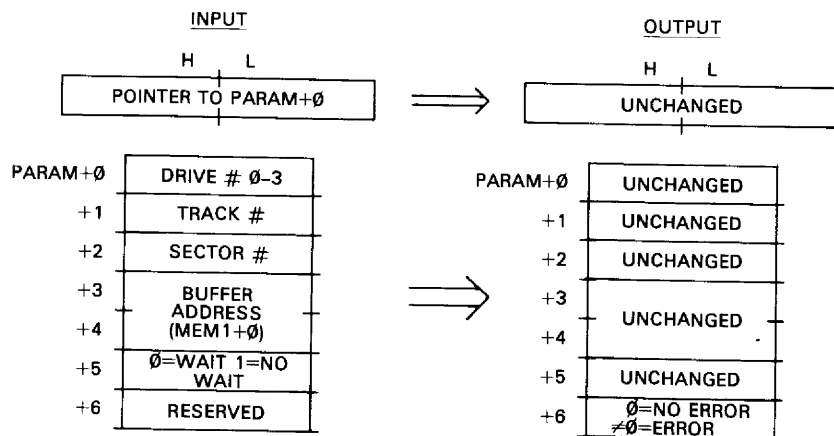 INPUT
H L
POINTER TO PARAM+Ø
PARAM+Ø DRIVE # Ø-3
+1 TRACK #
+2 SECTOR #
+3 BUFFER
ADDRESS
+4 (MEM1+Ø)
+5 Ø=WAIT 1=NO
WAIT
+6 RESERVED
OUTPUT
H L
UNCHANGED
PARAM+Ø UNCHANGED
+1 UNCHANGED
+2 UNCHANGED
+3
UNCHANGED
+4
+5 UNCHANGED
+6 Ø=NO ERROR
≠Ø=ERROR